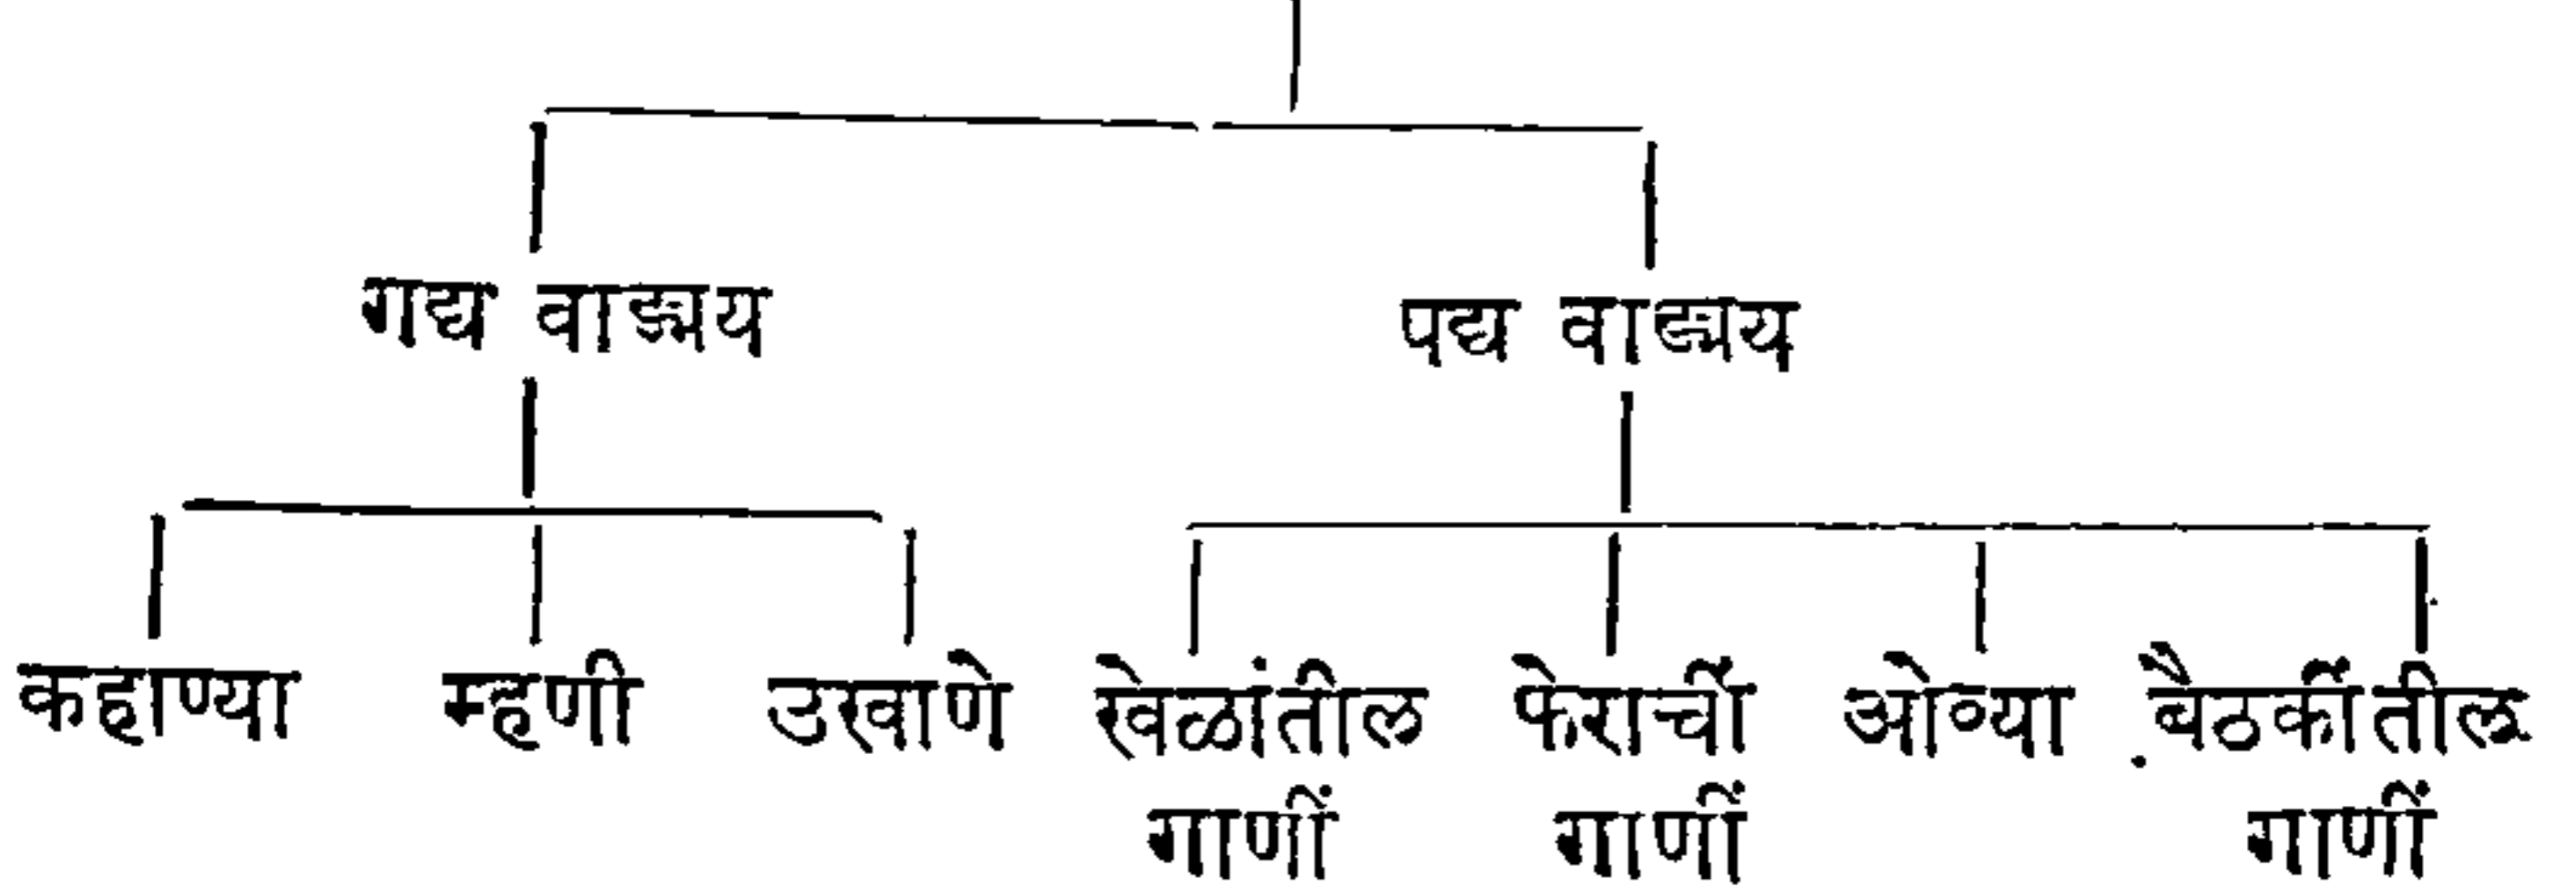 गद्य वाङ्मय पद्य वाङ्मय
कहाण्या म्हणी उखाणे खेळांतील फेराचीं ओव्या बैठकींतील
गाणीं गाणीं गाणीं